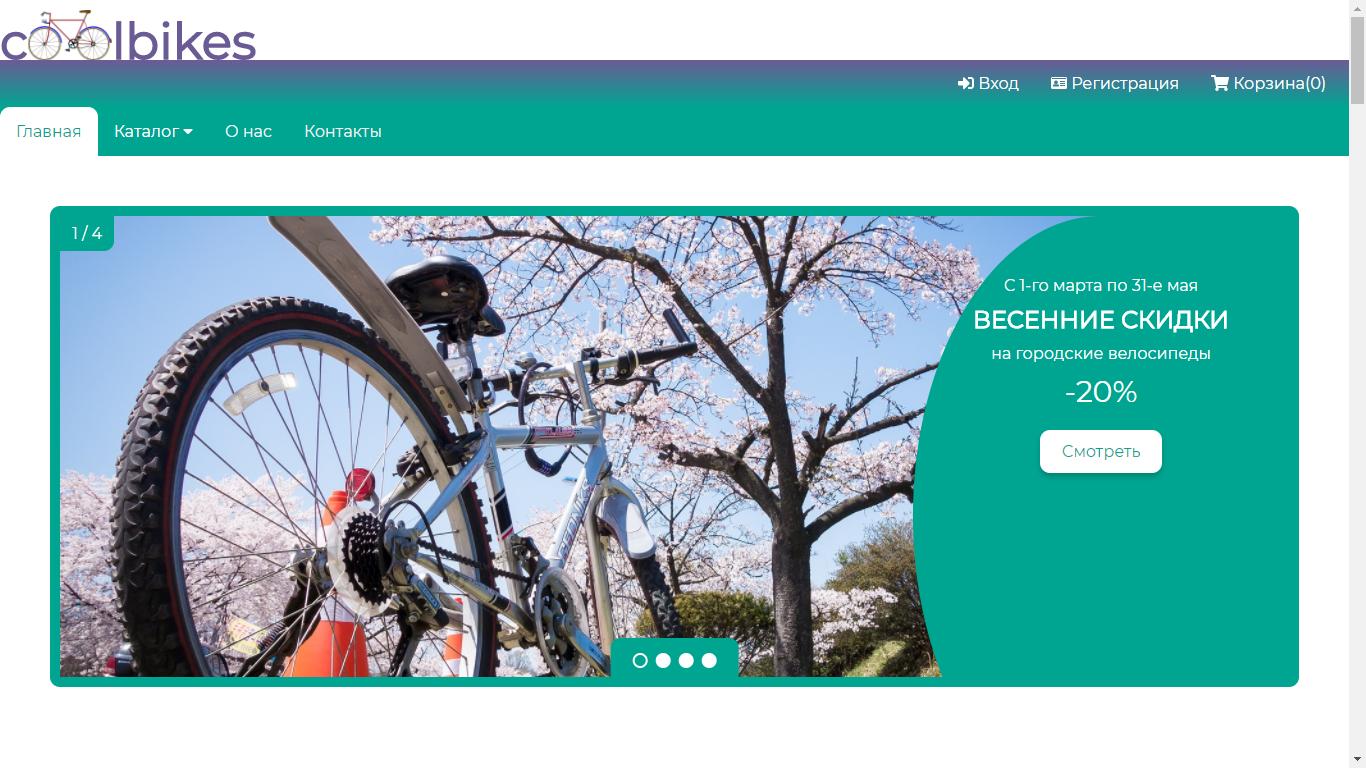 coolbikes
Вход Регистрация Корзина(0)
Главная Каталог О нас Контакты
1 / 4
С 1-го марта по 31-е мая
ВЕСЕННИЕ СКИДКИ
на городские велосипеды
-20%
Смотреть